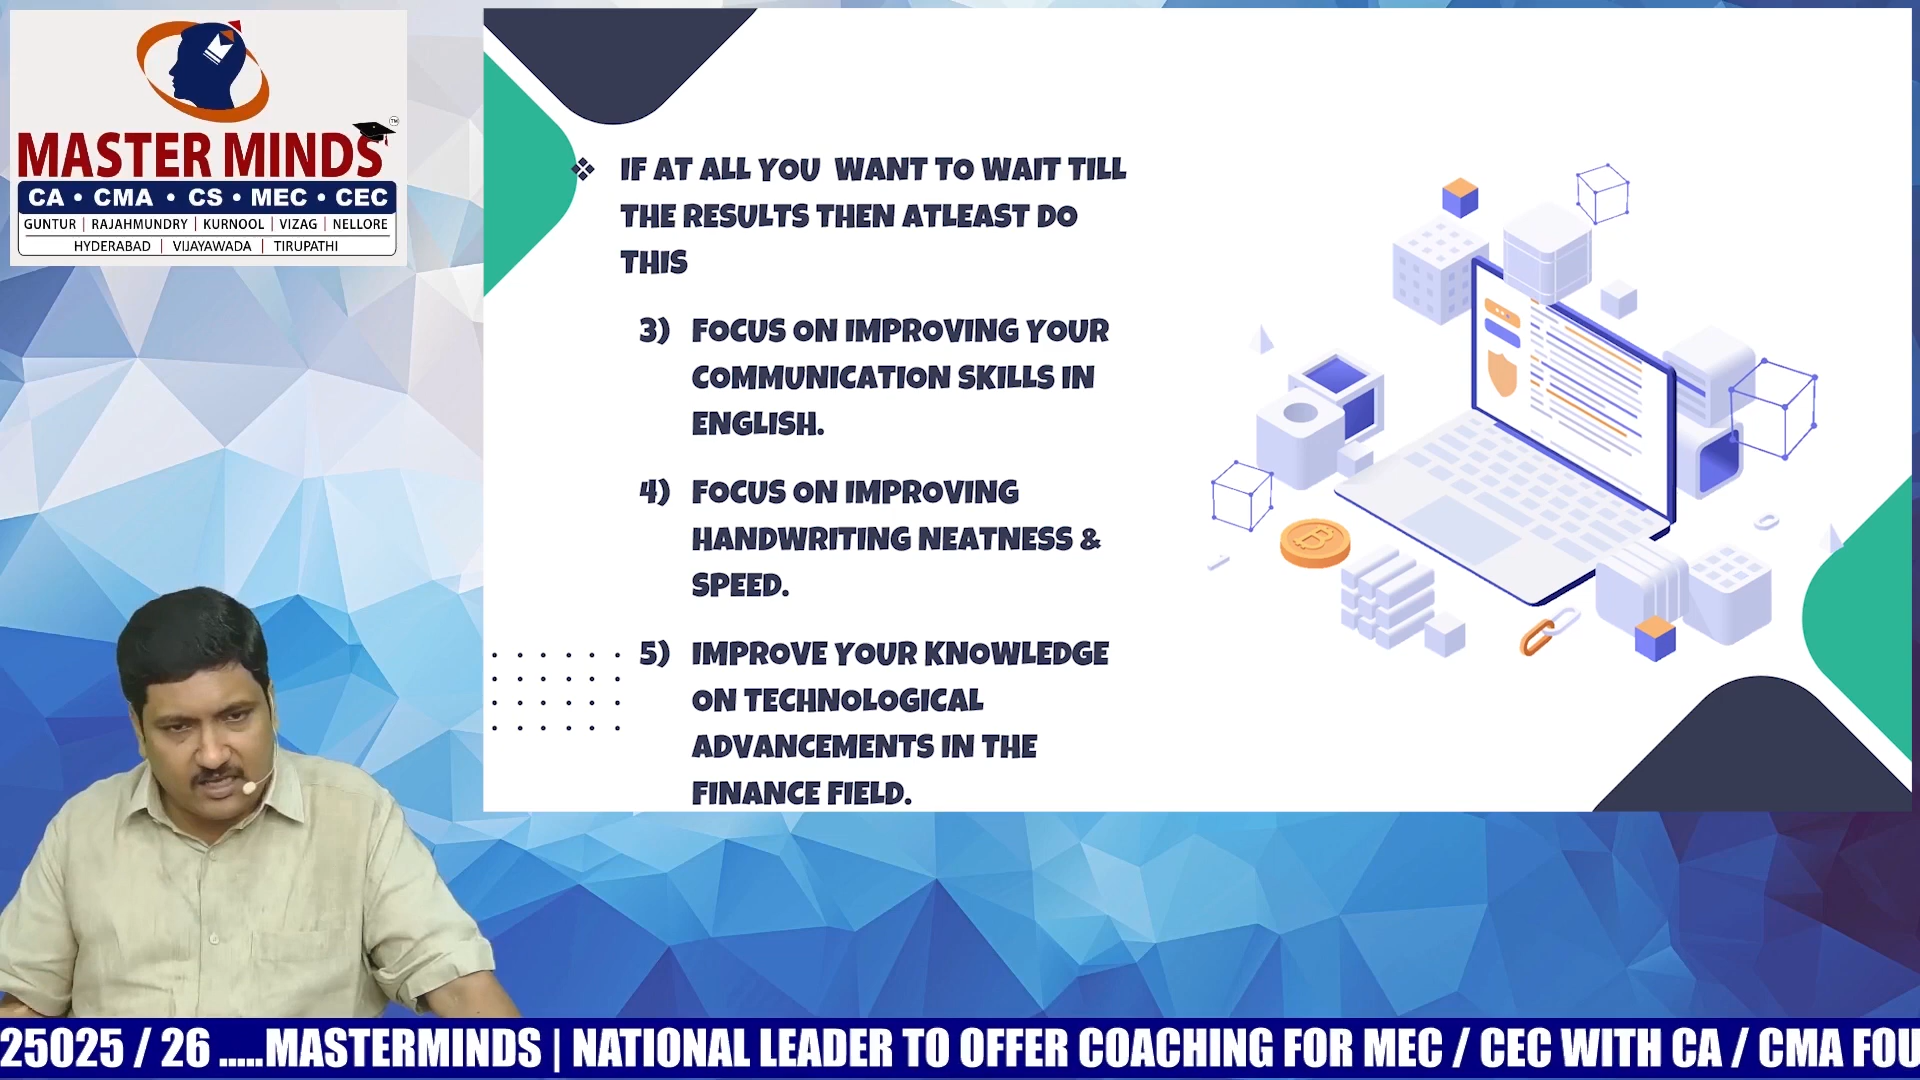 MASTER MINDS
TM
CA • CMA • CS • MEC • CEC
GUNTUR | RAJAHMUNDRY | KURNOOL | VIZAG | NELLORE
HYDERABAD | VIJAYAWADA | TIRUPATHI
❖ IF AT ALL YOU WANT TO WAIT TILL
THE RESULTS THEN ATLEAST DO
THIS
3) FOCUS ON IMPROVING YOUR
COMMUNICATION SKILLS IN
ENGLISH.
4) FOCUS ON IMPROVING
HANDWRITING NEATNESS &
SPEED.
5) IMPROVE YOUR KNOWLEDGE
ON TECHNOLOGICAL
ADVANCEMENTS IN THE
FINANCE FIELD.
25025 / 26 .....MASTERMINDS | NATIONAL LEADER TO OFFER COACHING FOR MEC / CEC WITH CA / CMA FOU